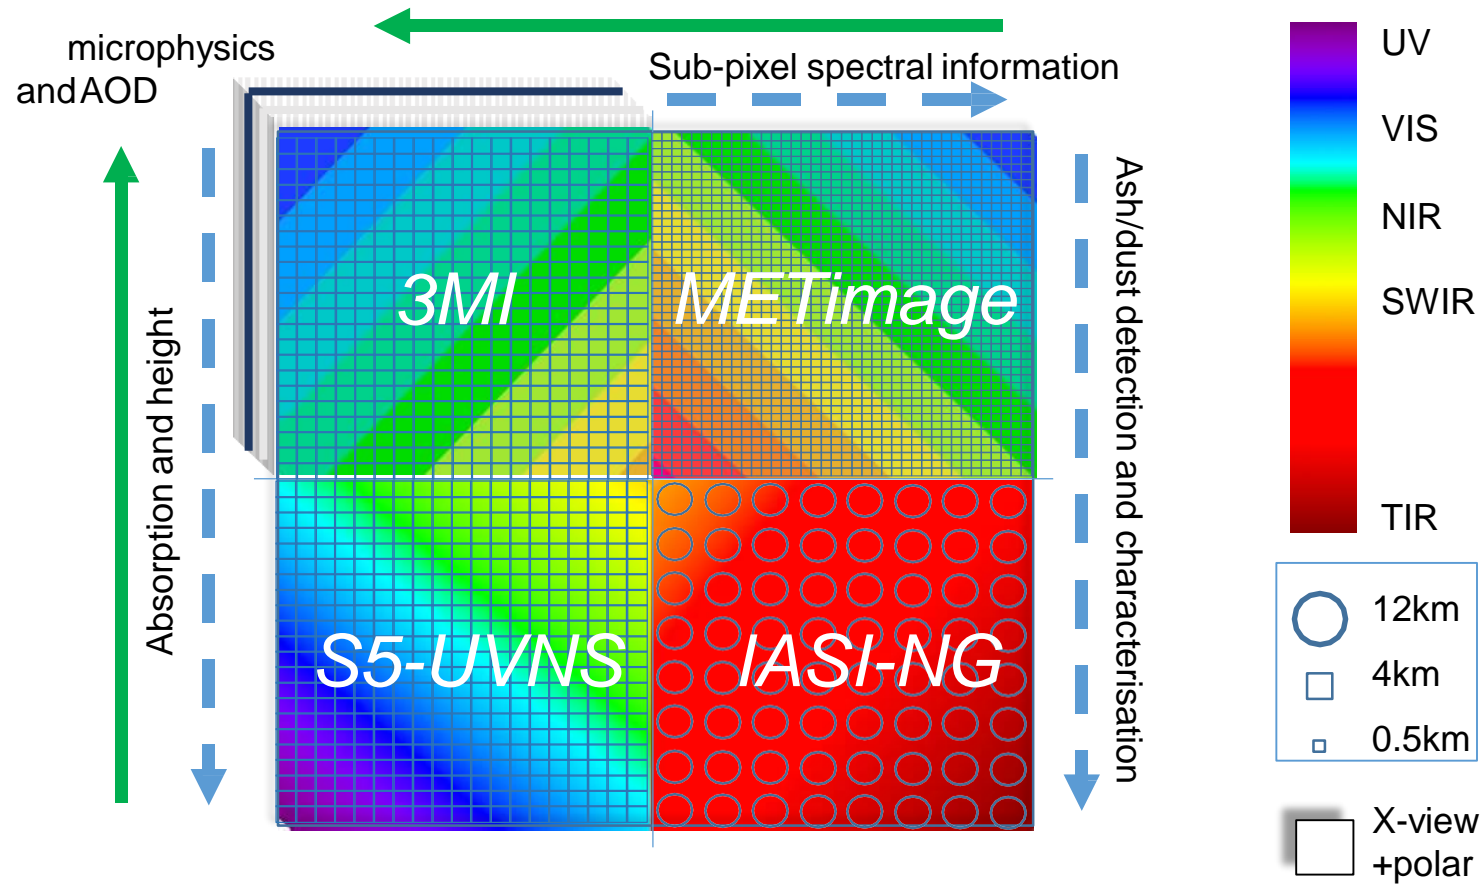 microphysics
and AOD
Sub-pixel spectral information
Absorption and height
Ash/dust detection and characterisation
3MI
METimage
S5-UVNS
IASI-NG
UV
VIS
NIR
SWIR
TIR
12km
4km
0.5km
X-view
+polar